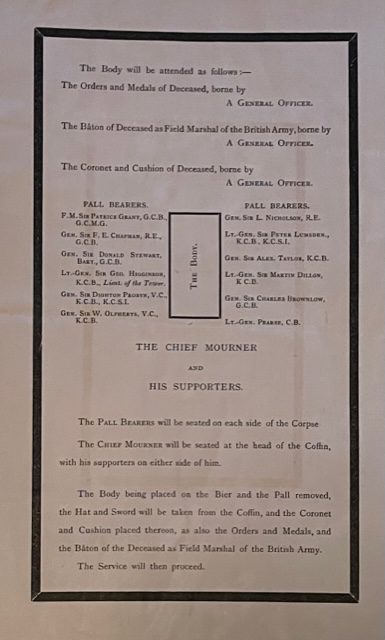 The Body will be attended as follows :—
The Orders and Medals of Deceased, borne by
A GENERAL OFFICER.
The Bâton of Deceased as Field Marshal of the British Army, borne by
A GENERAL OFFICER.
The Coronet and Cushion of Deceased, borne by
A GENERAL OFFICER.
PALL BEARERS.
F.M. SIR PATRICK GRANT, G.C.B.,
G.C.M.G.
GEN. SIR F. E. CHAPMAN, R.E.,
G.C.B.
GEN. SIR DONALD STEWART,
BART., G.C.B.
LT.-GEN. SIR GEO. HIGGINSON,
K.C.B., Lieut. of the Tower.
GEN. SIR DIGHTON PROBYN, V.C.,
K.C.B., K.C.S.I.
GEN. SIR W. OLPHERTS, V.C.,
K.C.B.
The Body.
PALL BEARERS.
GEN. SIR L. NICHOLSON, R.E.
LT.-GEN. SIR PETER LUMSDEN,
K.C.B., K.C.S.I.
GEN. SIR ALEX. TAYLOR, K.C.B.
LT.-GEN. SIR MARTIN DILLON,
K C.B.
GEN. SIR CHARLES BROWNLOW,
G.C.B.
LT.-GEN. PEARSE, C.B.
THE CHIEF MOURNER
AND
HIS SUPPORTERS.
The PALL BEARERS will be seated on each side of the Corpse
The CHIEF MOURNER will be seated at the head of the Coffin,
with his supporters on either side of him.
The Body being placed on the Bier and the Pall removed,
the Hat and Sword will be taken from the Coffin, and the Coronet
and Cushion placed thereon, as also the Orders and Medals, and
the Bâton of the Deceased as Field Marshal of the British Army.
The Service will then proceed.